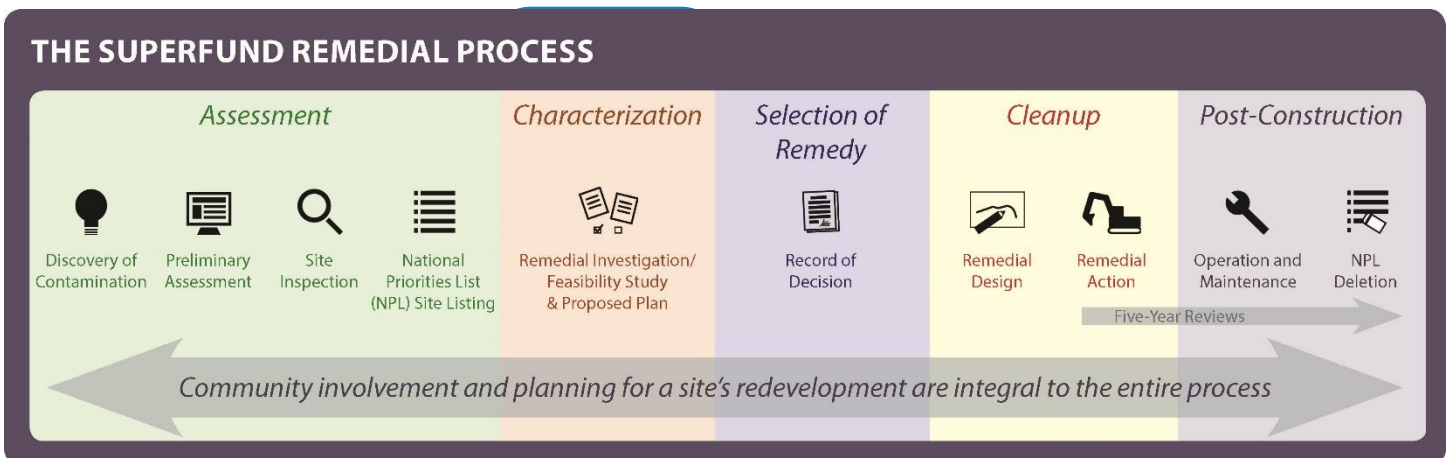 THE SUPERFUND REMEDIAL PROCESS
Assessment
Characterization
Selection of
Remedy
Cleanup
Post-Construction
Discovery of
Contamination
Preliminary
Assessment
Site
Inspection
National
Priorities List
(NPL) Site Listing
Remedial Investigation/
Feasibility Study
& Proposed Plan
Record of
Decision
Remedial
Design
Remedial
Action
Operation and
Maintenance
NPL
Deletion
Five-Year Reviews
Community involvement and planning for a site's redevelopment are integral to the entire process